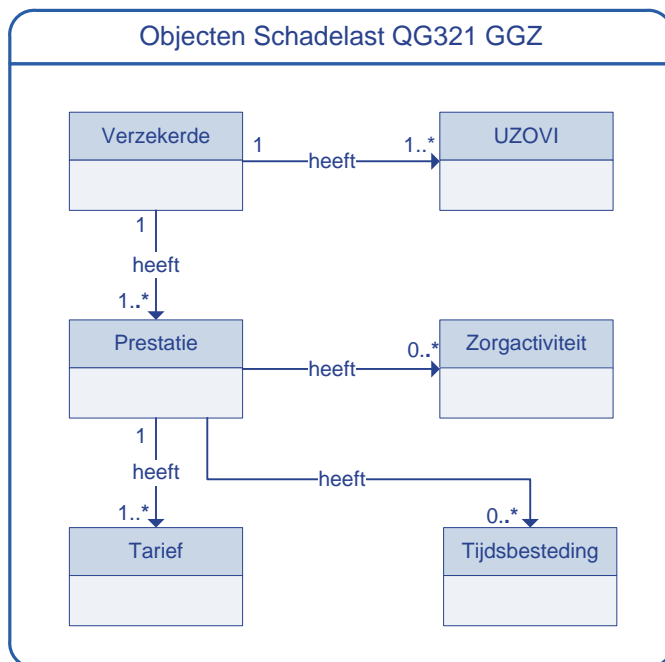 Objecten Schadelast QG321 GGZ
Verzekerde
UZOVI
1
heeft
1..*
1
heeft
1..*
Prestatie
Zorgactiviteit
heeft
0..*
1
heeft
1..*
heeft
0..*
Tarief
Tijdsbesteding